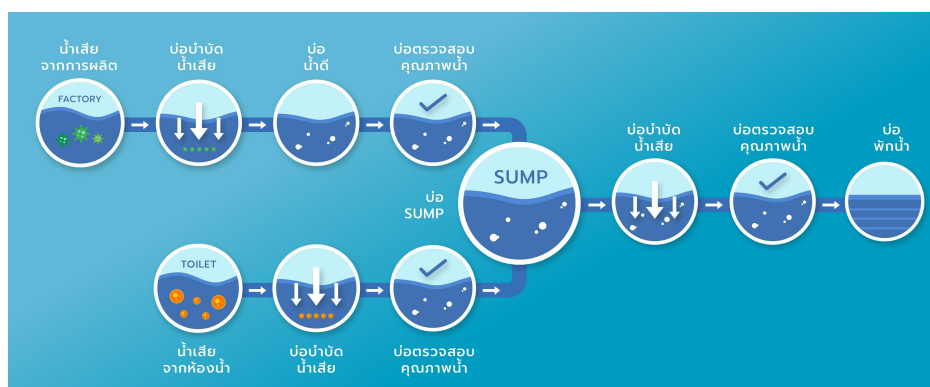 น้ำเสีย
จากการผลิต
บ่อบำบัด
น้ำเสีย
บ่อ
น้ำดี
บ่อตรวจสอบ
คุณภาพน้ำ
FACTORY
บ่อ
SUMP
SUMP
บ่อบำบัด
น้ำเสีย
บ่อตรวจสอบ
คุณภาพน้ำ
บ่อ
พักน้ำ
TOILET
น้ำเสีย
จากห้องน้ำ
บ่อบำบัด
น้ำเสีย
บ่อตรวจสอบ
คุณภาพน้ำ